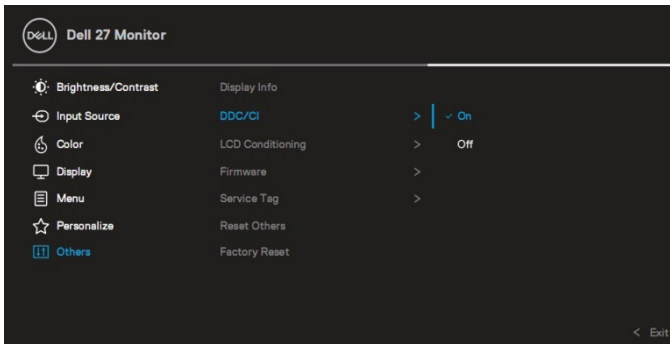 DELL Dell 27 Monitor
Brightness/Contrast Display Info
Input Source DDC/CI > ✓ On
Color LCD Conditioning > Off
Display Firmware >
Menu Service Tag >
Personalize Reset Others
Others Factory Reset
< Exit